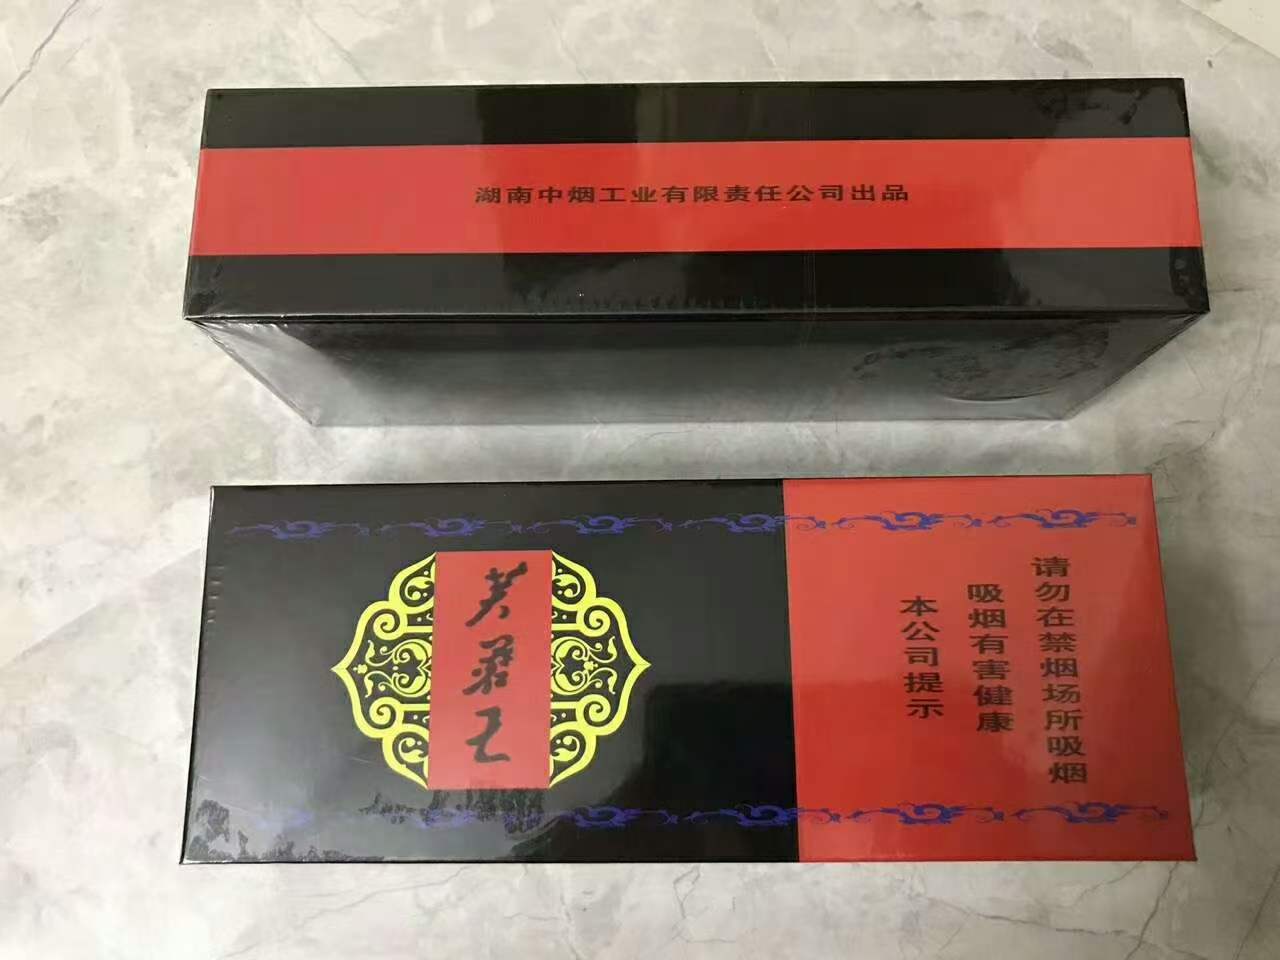 湖南中烟工业有限责任公司出品
芙蓉王
请勿在禁烟场所吸烟
吸烟有害健康
本公司提示